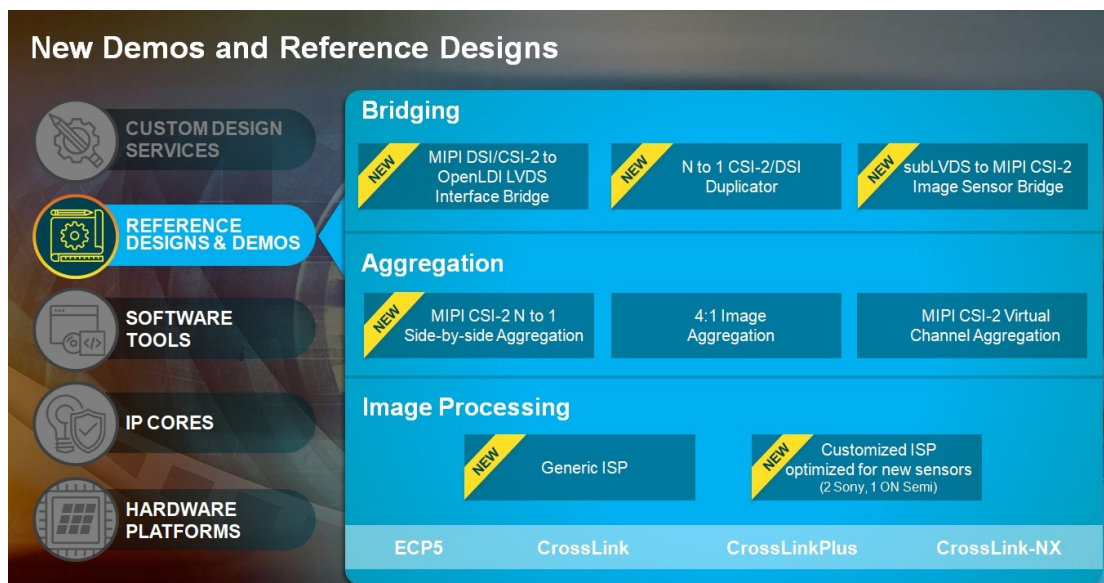 New Demos and Reference Designs
CUSTOM DESIGN
SERVICES
REFERENCE
DESIGNS & DEMOS
SOFTWARE
TOOLS
IP CORES
HARDWARE
PLATFORMS
Bridging
NEW
MIPI DSI/CSI-2 to
OpenLDI LVDS
Interface Bridge
NEW
N to 1 CSI-2/DSI
Duplicator
NEW
subLVDS to MIPI CSI-2
Image Sensor Bridge
Aggregation
NEW
MIPI CSI-2 N to 1
Side-by-side Aggregation
4:1 Image
Aggregation
MIPI CSI-2 Virtual
Channel Aggregation
Image Processing
NEW
Generic ISP
NEW
Customized ISP
optimized for new sensors
(2 Sony, 1 ON Semi)
ECP5 CrossLink CrossLinkPlus CrossLink-NX